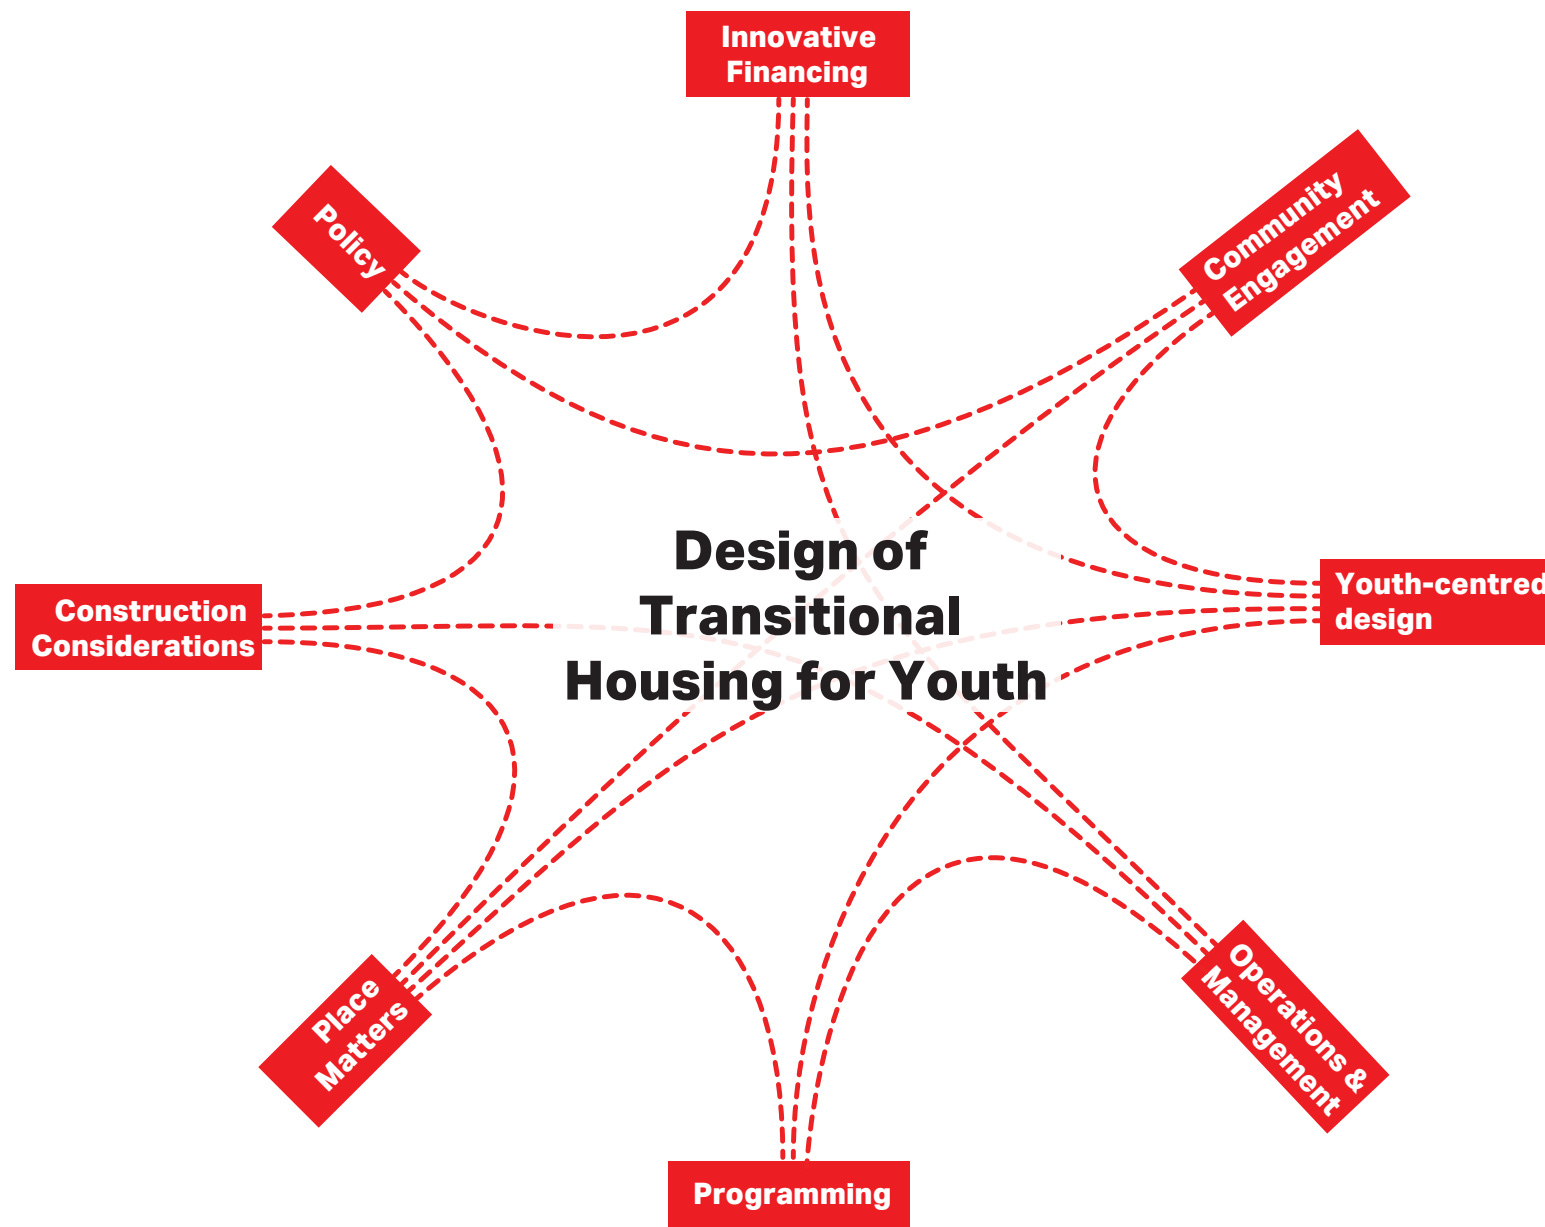 Innovative
Financing
Community
Engagement
Policy
Youth-centred
design
Design of
Transitional
Housing for Youth
Construction
Considerations
Operations &
Management
Place
Matters
Programming